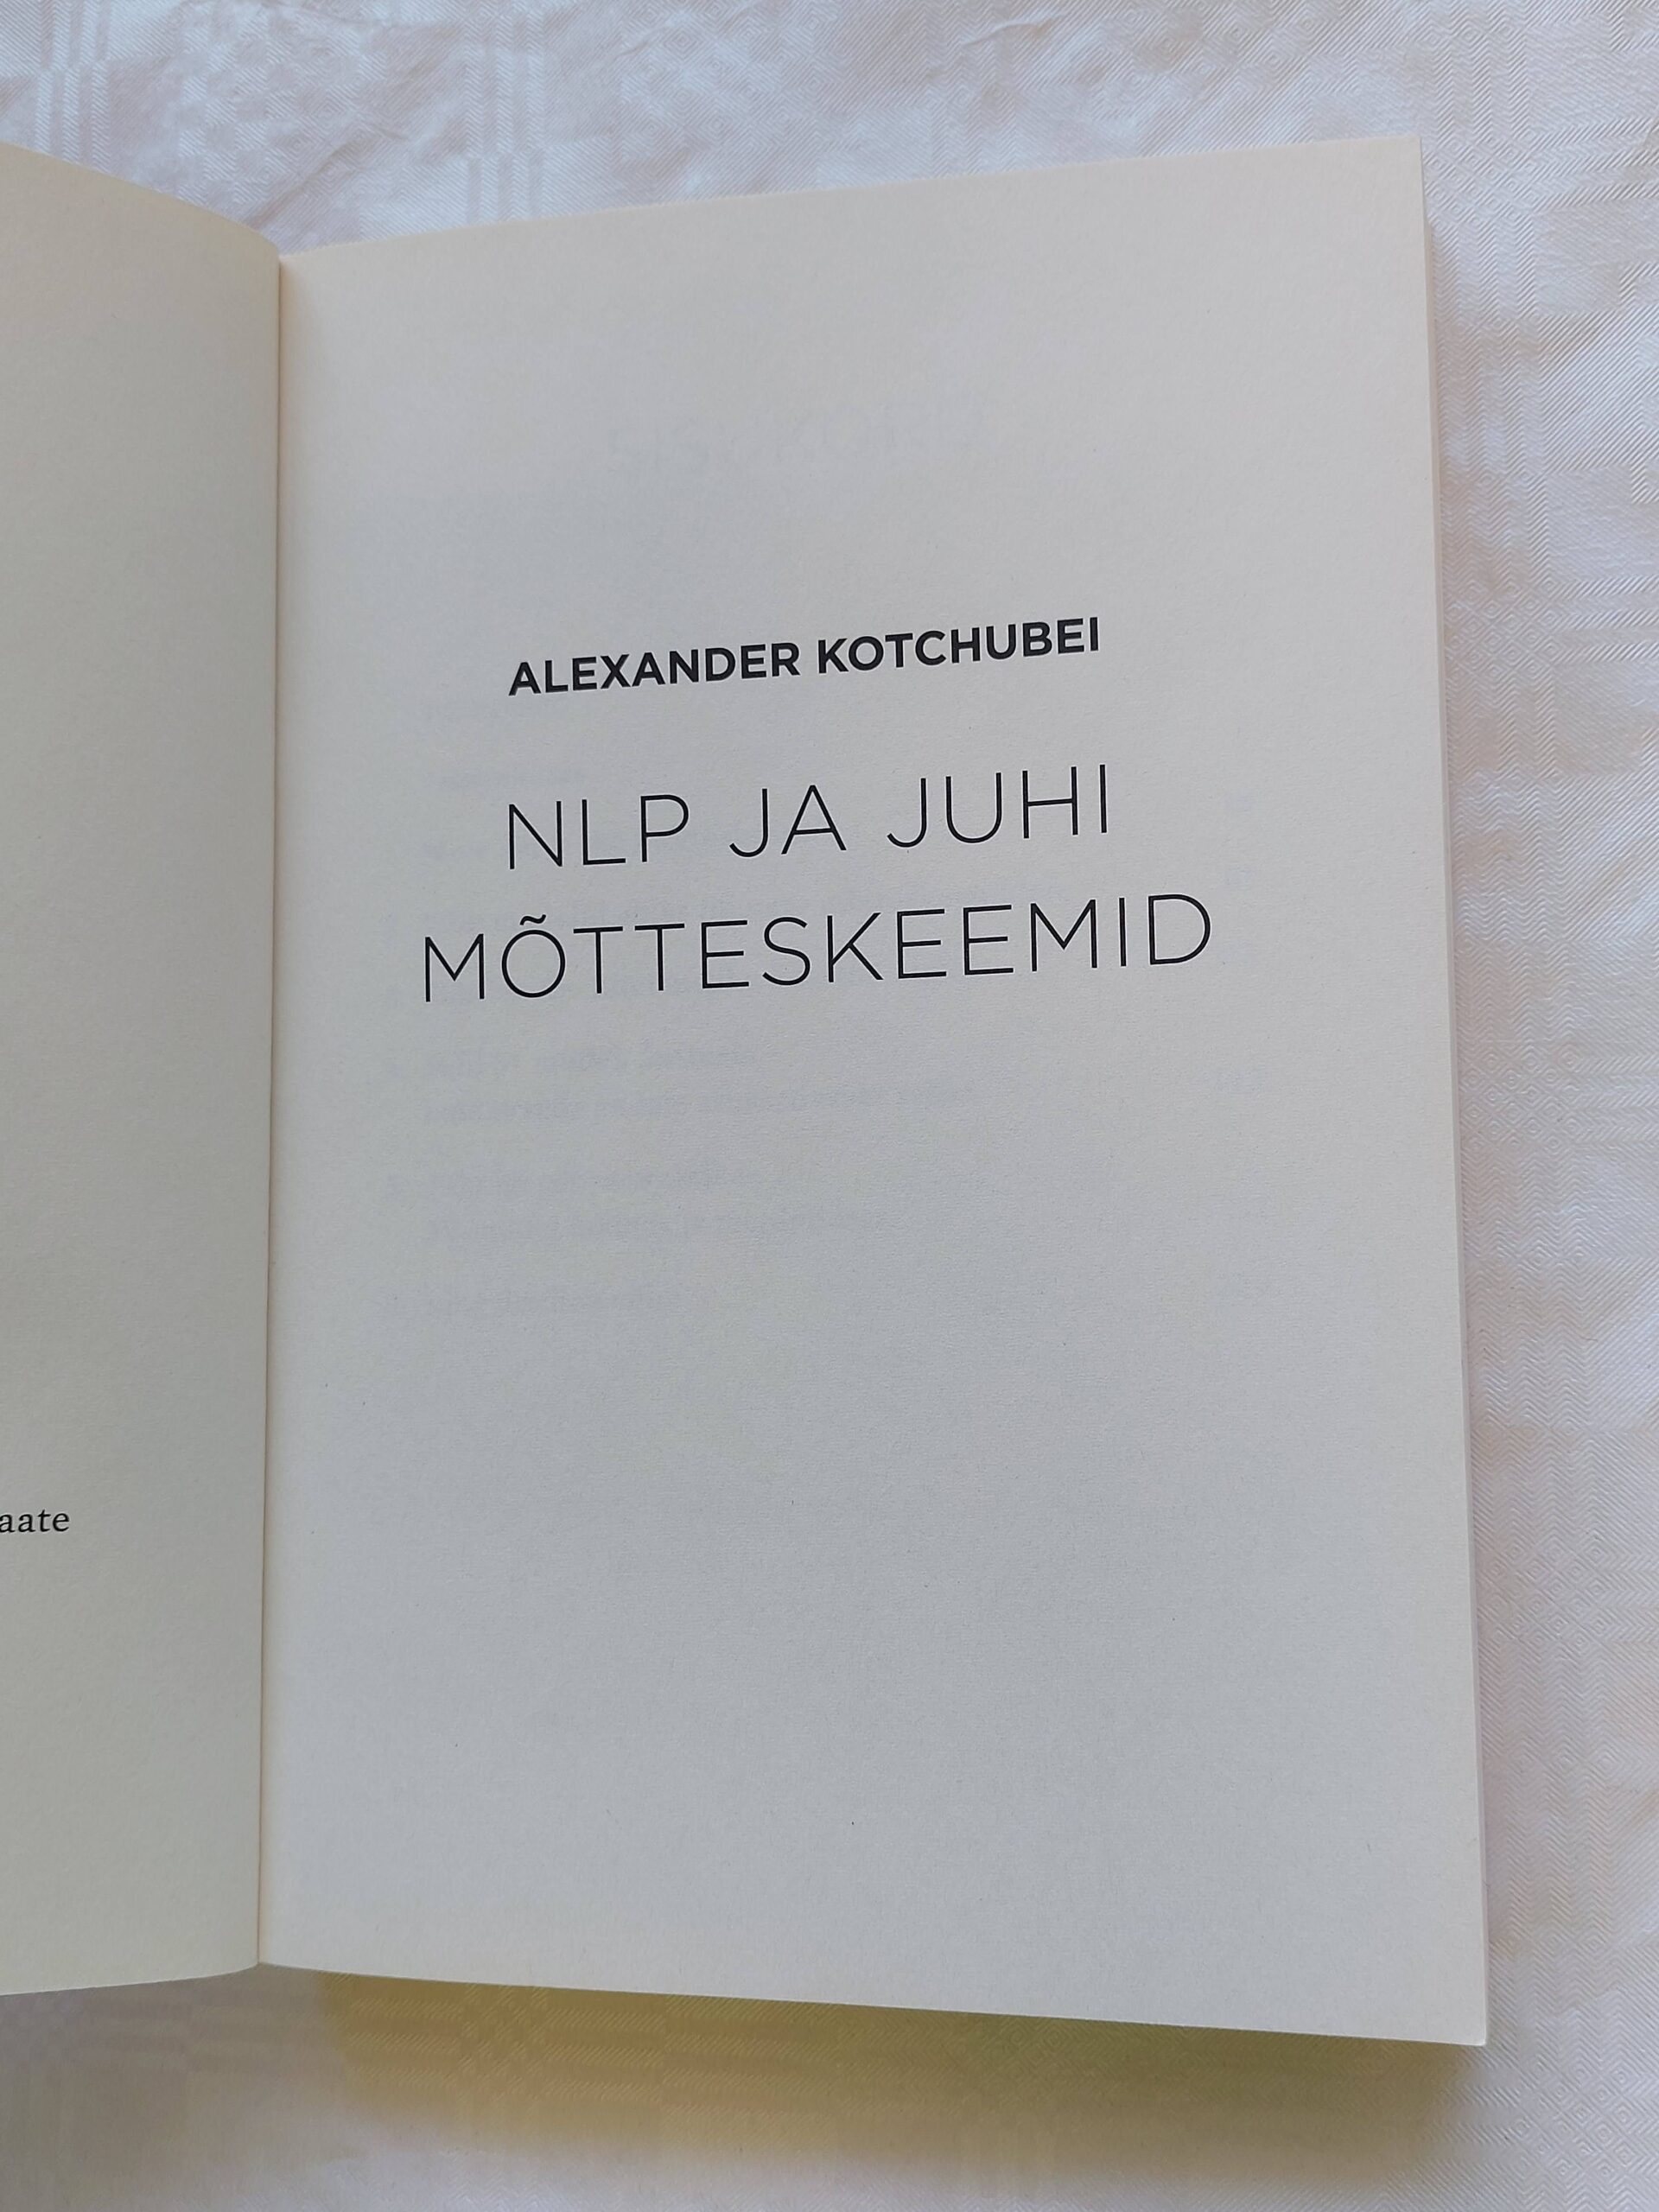 ALEXANDER KOTCHUBEI
NLP JA JUHI
MÕTTESKEEMID